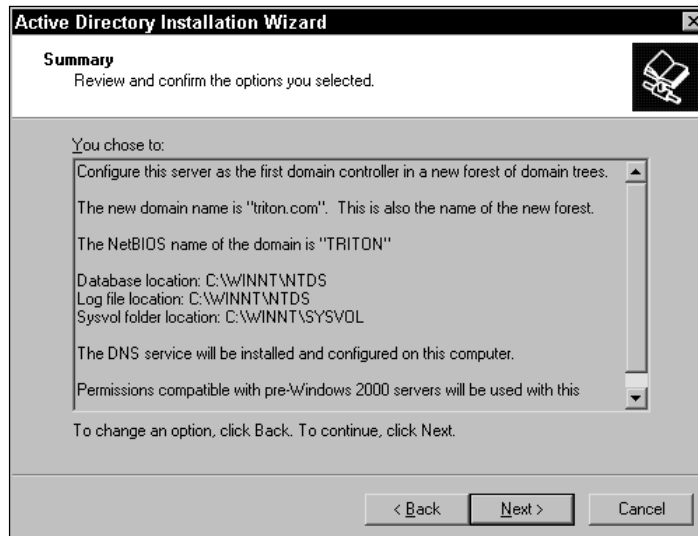 Active Directory Installation Wizard
Summary
Review and confirm the options you selected.
You chose to:
Configure this server as the first domain controller in a new forest of domain trees.
The new domain name is "triton.com".  This is also the name of the new forest.
The NetBIOS name of the domain is "TRITON"
Database location: C:\WINNT\NTDS
Log file location: C:\WINNT\NTDS
Sysvol folder location: C:\WINNT\SYSVOL
The DNS service will be installed and configured on this computer.
Permissions compatible with pre-Windows 2000 servers will be used with this
To change an option, click Back. To continue, click Next.
< Back
Next >
Cancel